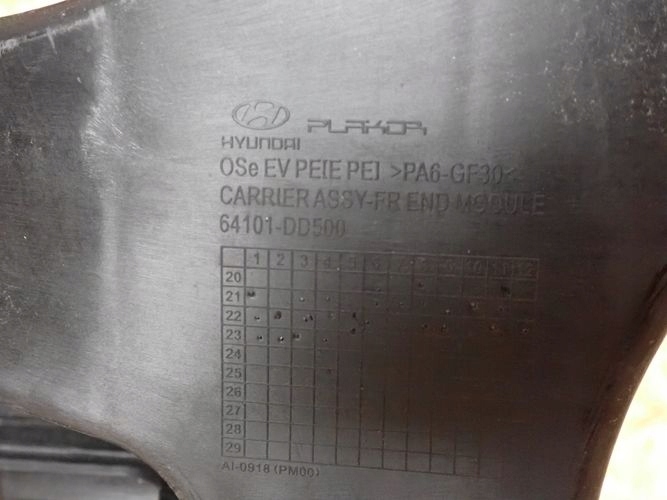 PLAKOR
HYUNDAI
OSe EV PE|E PE| >PA6-GF30<
CARRIER ASSY-FR END MODULE
64101-DD500
1 2 3 4 5 6 7 8 9 10 11 12
20
21
22
23
24
25
26
27
28
29
AI-0918 (PM00)